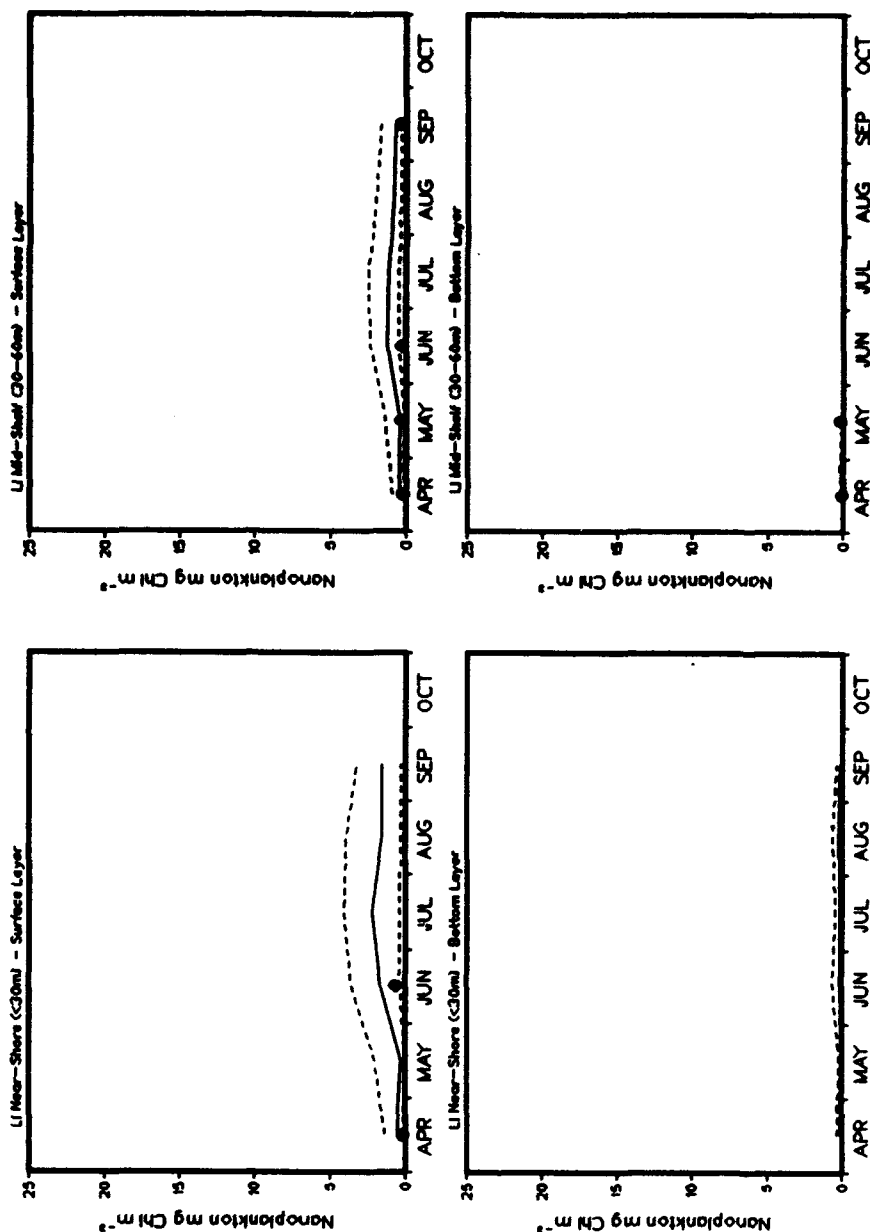 LI Near-Shore (<30m) - Surface Layer
Nanoplankton mg Chl m⁻³
25
20
15
10
5
0
APR MAY JUN JUL AUG SEP OCT
LI Mid-Shelf (30-60m) - Surface Layer
Nanoplankton mg Chl m⁻³
25
20
15
10
5
0
APR MAY JUN JUL AUG SEP OCT
LI Near-Shore (<30m) - Bottom Layer
Nanoplankton mg Chl m⁻³
25
20
15
10
5
0
APR MAY JUN JUL AUG SEP OCT
LI Mid-Shelf (30-60m) - Bottom Layer
Nanoplankton mg Chl m⁻³
25
20
15
10
5
0
APR MAY JUN JUL AUG SEP OCT